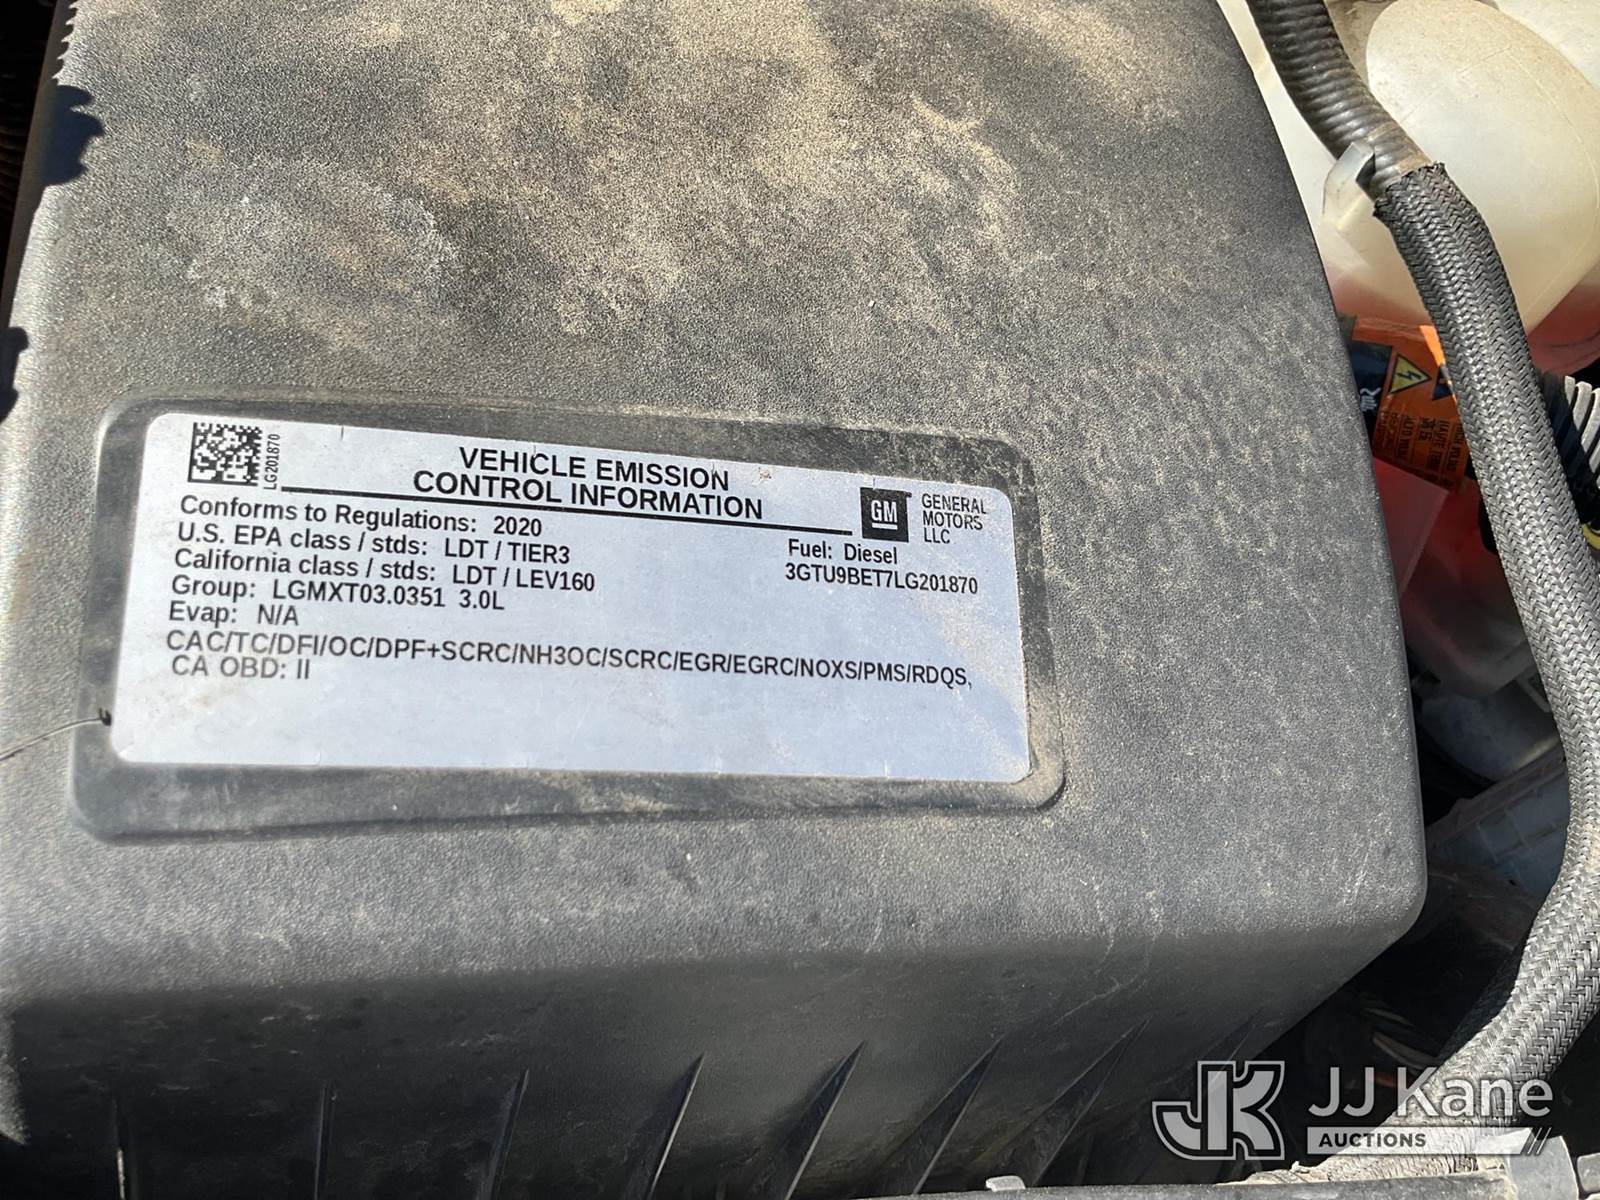 LG201870
VEHICLE EMISSION
CONTROL INFORMATION
GM
GENERAL
MOTORS
LLC
Conforms to Regulations: 2020
U.S. EPA class / stds: LDT / TIER3
California class / stds: LDT / LEV160
Group: LGMXT03.0351 3.0L
Evap: N/A
Fuel: Diesel
3GTU9BET7LG201870
CAC/TC/DFI/OC/DPF+SCRC/NH3OC/SCRC/EGR/EGRC/NOXS/PMS/RDQS,
CA OBD: II
JK
JJ Kane
AUCTIONS